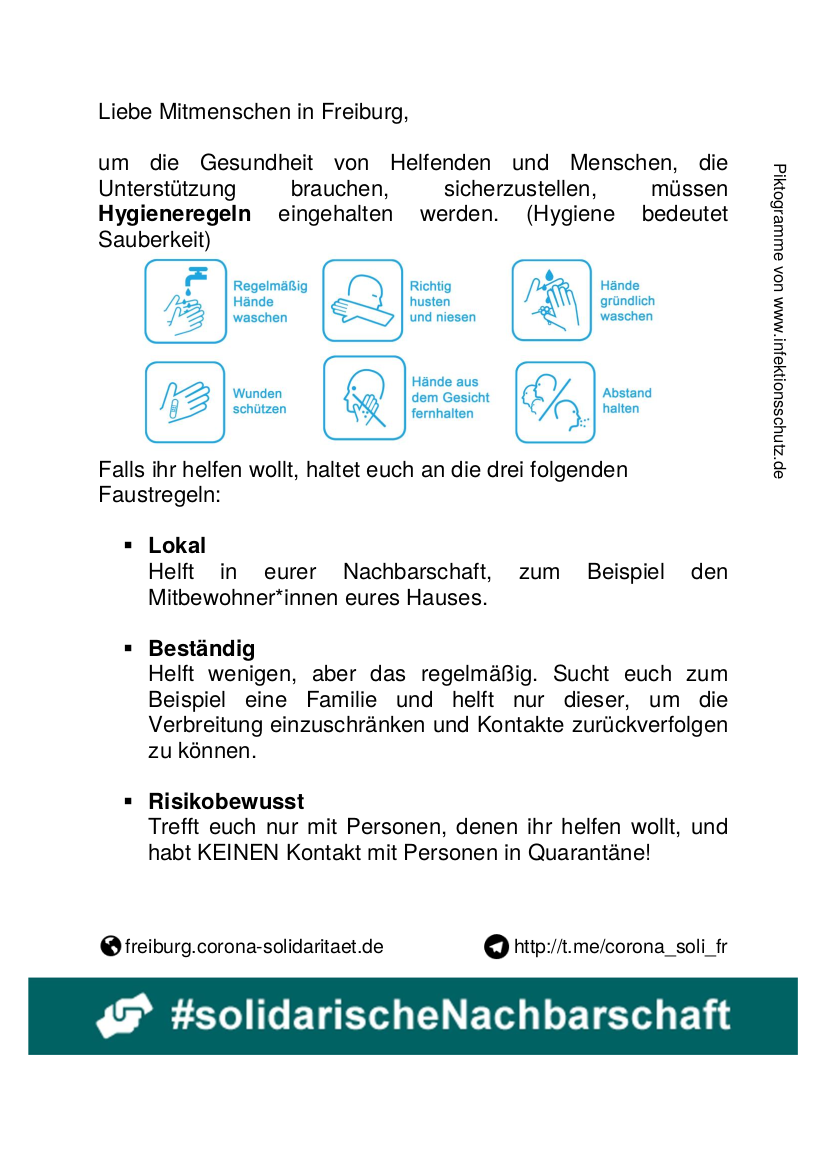 Liebe Mitmenschen in Freiburg,
um die Gesundheit von Helfenden und Menschen, die
Unterstützung brauchen, sicherzustellen, müssen
Hygieneregeln eingehalten werden. (Hygiene bedeutet
Sauberkeit)
Regelmäßig
Hände
waschen
Richtig
husten
und niesen
Hände
gründlich
waschen
Wunden
schützen
Hände aus
dem Gesicht
fernhalten
Abstand
halten
Piktogramme von www.infektionsschutz.de
Falls ihr helfen wollt, haltet euch an die drei folgenden
Faustregeln:
▪ Lokal
Helft in eurer Nachbarschaft, zum Beispiel den
Mitbewohner*innen eures Hauses.
▪ Beständig
Helft wenigen, aber das regelmäßig. Sucht euch zum
Beispiel eine Familie und helft nur dieser, um die
Verbreitung einzuschränken und Kontakte zurückverfolgen
zu können.
▪ Risikobewusst
Trefft euch nur mit Personen, denen ihr helfen wollt, und
habt KEINEN Kontakt mit Personen in Quarantäne!
freiburg.corona-solidaritaet.de
http://t.me/corona_soli_fr
#solidarischeNachbarschaft